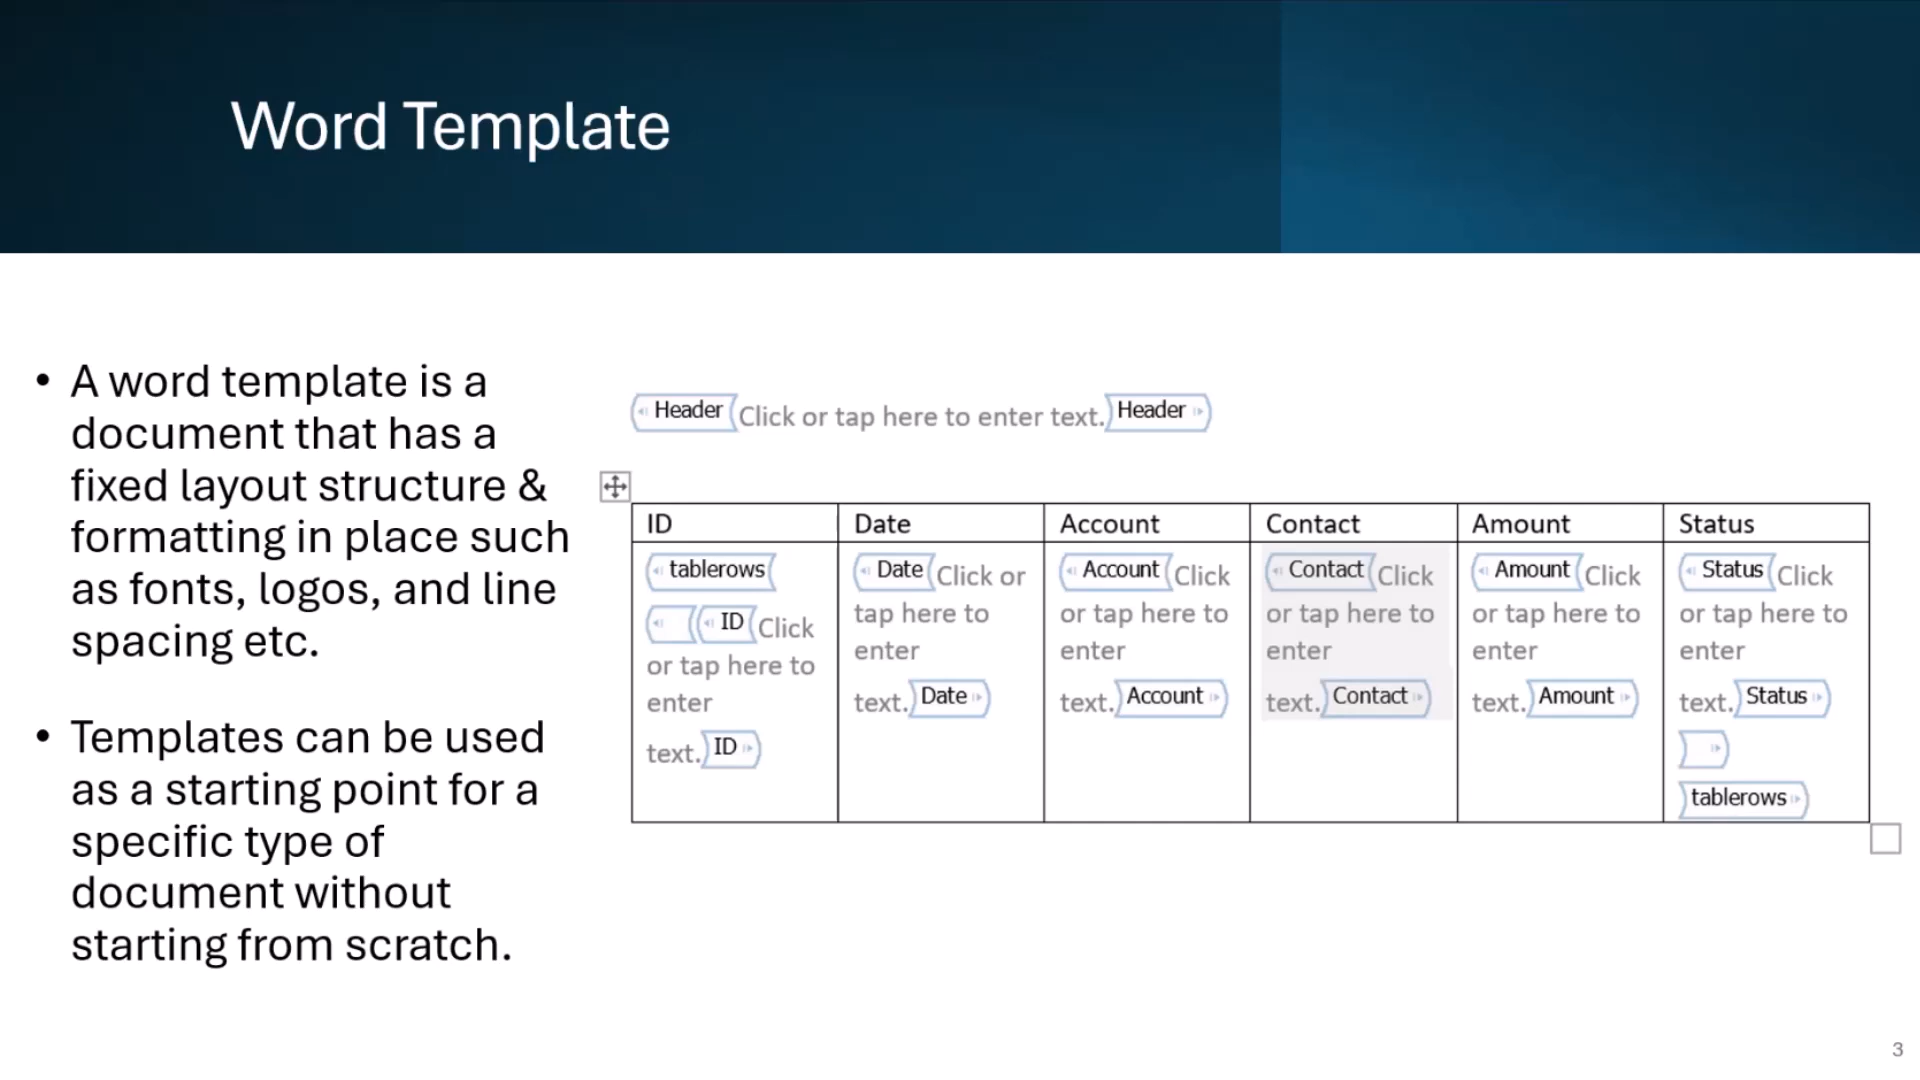 Word Template
• A word template is a
document that has a
fixed layout structure &
formatting in place such
as fonts, logos, and line
spacing etc.
• Templates can be used
as a starting point for a
specific type of
document without
starting from scratch.
Header Click or tap here to enter text. Header
ID Date Account Contact Amount Status
tablerows
ID Click
or tap here to
enter
text. ID
Date Click or
tap here to
enter
text. Date
Account Click
or tap here to
enter
text. Account
Contact Click
or tap here to
enter
text. Contact
Amount Click
or tap here to
enter
text. Amount
Status Click
or tap here to
enter
text. Status
tablerows
3